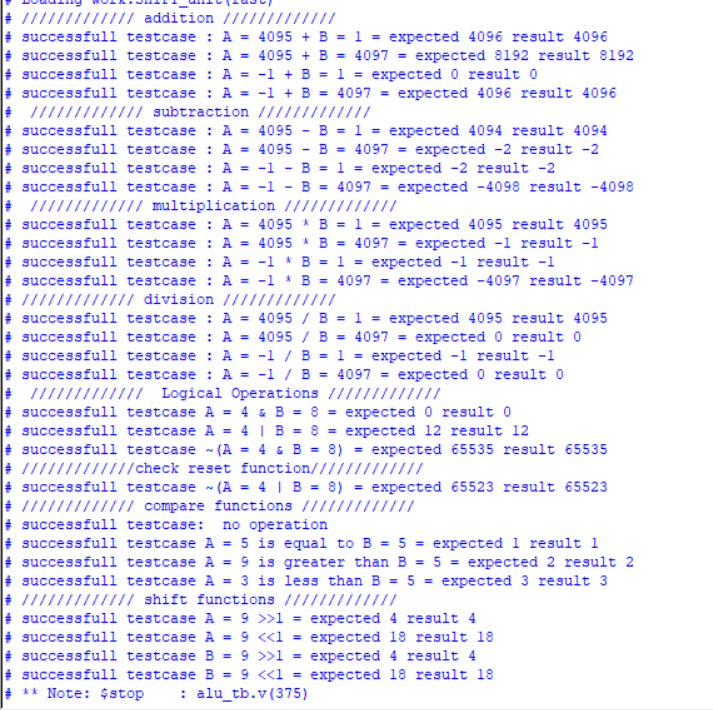 # Loading work.Shift_unit(fast)
# ///////////// addition /////////////
# successfull testcase : A = 4095 + B = 1 = expected 4096 result 4096
# successfull testcase : A = 4095 + B = 4097 = expected 8192 result 8192
# successfull testcase : A = -1 + B = 1 = expected 0 result 0
# successfull testcase : A = -1 + B = 4097 = expected 4096 result 4096
#  ///////////// subtraction /////////////
# successfull testcase : A = 4095 - B = 1 = expected 4094 result 4094
# successfull testcase : A = 4095 - B = 4097 = expected -2 result -2
# successfull testcase : A = -1 - B = 1 = expected -2 result -2
# successfull testcase : A = -1 - B = 4097 = expected -4098 result -4098
#  ///////////// multiplication /////////////
# successfull testcase : A = 4095 * B = 1 = expected 4095 result 4095
# successfull testcase : A = 4095 * B = 4097 = expected -1 result -1
# successfull testcase : A = -1 * B = 1 = expected -1 result -1
# successfull testcase : A = -1 * B = 4097 = expected -4097 result -4097
# ///////////// division /////////////
# successfull testcase : A = 4095 / B = 1 = expected 4095 result 4095
# successfull testcase : A = 4095 / B = 4097 = expected 0 result 0
# successfull testcase : A = -1 / B = 1 = expected -1 result -1
# successfull testcase : A = -1 / B = 4097 = expected 0 result 0
#  /////////////  Logical Operations /////////////
# successfull testcase A = 4 & B = 8 = expected 0 result 0
# successfull testcase A = 4 | B = 8 = expected 12 result 12
# successfull testcase ~(A = 4 & B = 8) = expected 65535 result 65535
# /////////////check reset function/////////////
# successfull testcase ~(A = 4 | B = 8) = expected 65523 result 65523
# ///////////// compare functions /////////////
# successfull testcase:  no operation
# successfull testcase A = 5 is equal to B = 5 = expected 1 result 1
# successfull testcase A = 9 is greater than B = 5 = expected 2 result 2
# successfull testcase A = 3 is less than B = 5 = expected 3 result 3
# ///////////// shift functions /////////////
# successfull testcase A = 9 >>1 = expected 4 result 4
# successfull testcase A = 9 <<1 = expected 18 result 18
# successfull testcase B = 9 >>1 = expected 4 result 4
# successfull testcase B = 9 <<1 = expected 18 result 18
# ** Note: $stop    : alu_tb.v(375)